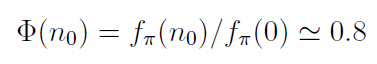 Φ(n₀) = f_π(n₀)/f_π(0) ≃ 0.8